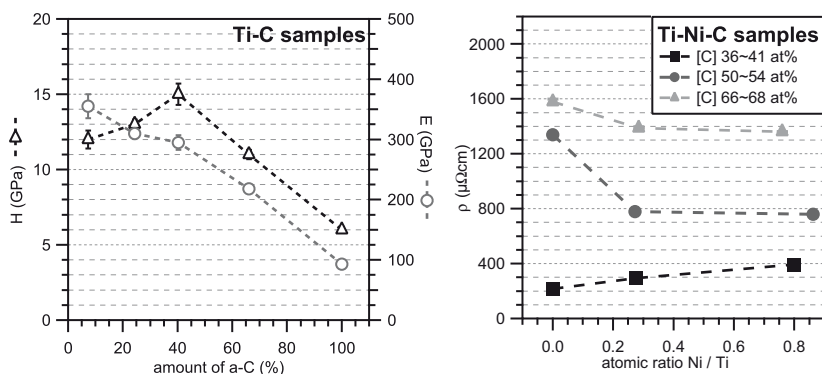 Ti-C samples
20
15
10
5
0
H (GPa)
500
400
300
200
100
0
E (GPa)
0
20
40
60
80
100
amount of a-C (%)
Ti-Ni-C samples
[C] 36~41 at%
[C] 50~54 at%
[C] 66~68 at%
2000
1600
1200
800
400
0
ρ (µΩcm)
0.0
0.2
0.4
0.6
0.8
atomic ratio Ni / Ti